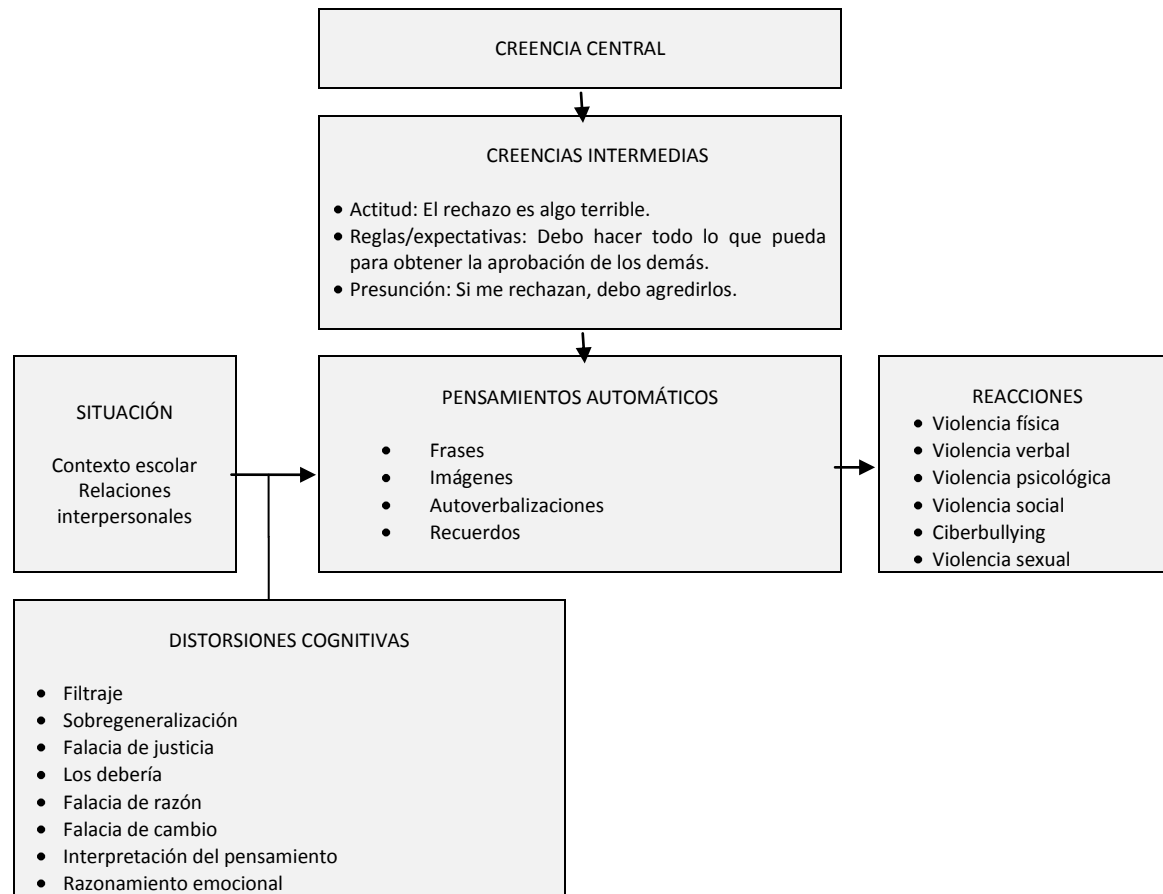 CREENCIA CENTRAL
CREENCIAS INTERMEDIAS
• Actitud: El rechazo es algo terrible.
• Reglas/expectativas: Debo hacer todo lo que pueda
para obtener la aprobación de los demás.
• Presunción: Si me rechazan, debo agredirlos.
SITUACIÓN
Contexto escolar
Relaciones
interpersonales
PENSAMIENTOS AUTOMÁTICOS
• Frases
• Imágenes
• Autoverbalizaciones
• Recuerdos
REACCIONES
• Violencia física
• Violencia verbal
• Violencia psicológica
• Violencia social
• Ciberbullying
• Violencia sexual
DISTORSIONES COGNITIVAS
• Filtraje
• Sobregeneralización
• Falacia de justicia
• Los debería
• Falacia de razón
• Falacia de cambio
• Interpretación del pensamiento
• Razonamiento emocional